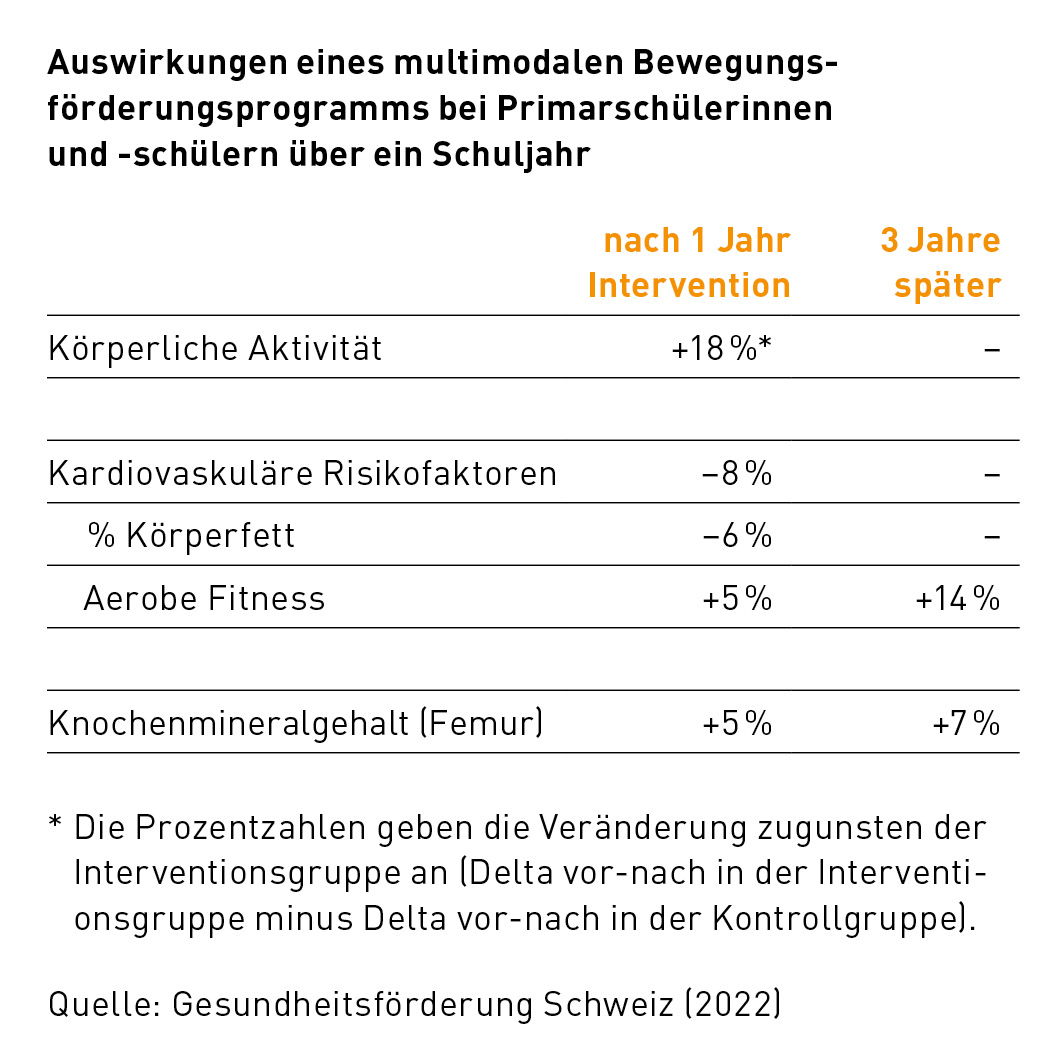 Auswirkungen eines multimodalen Bewegungs-
förderungsprogramms bei Primarschülerinnen
und -schülern über ein Schuljahr
nach 1 Jahr 3 Jahre
Intervention später
Körperliche Aktivität +18 %* –
Kardiovaskuläre Risikofaktoren –8 % –
% Körperfett –6 % –
Aerobe Fitness +5 % +14 %
Knochenmineralgehalt (Femur) +5 % +7 %
* Die Prozentzahlen geben die Veränderung zugunsten der
Interventionsgruppe an (Delta vor-nach in der Interventi-
onsgruppe minus Delta vor-nach in der Kontrollgruppe).
Quelle: Gesundheitsförderung Schweiz (2022)